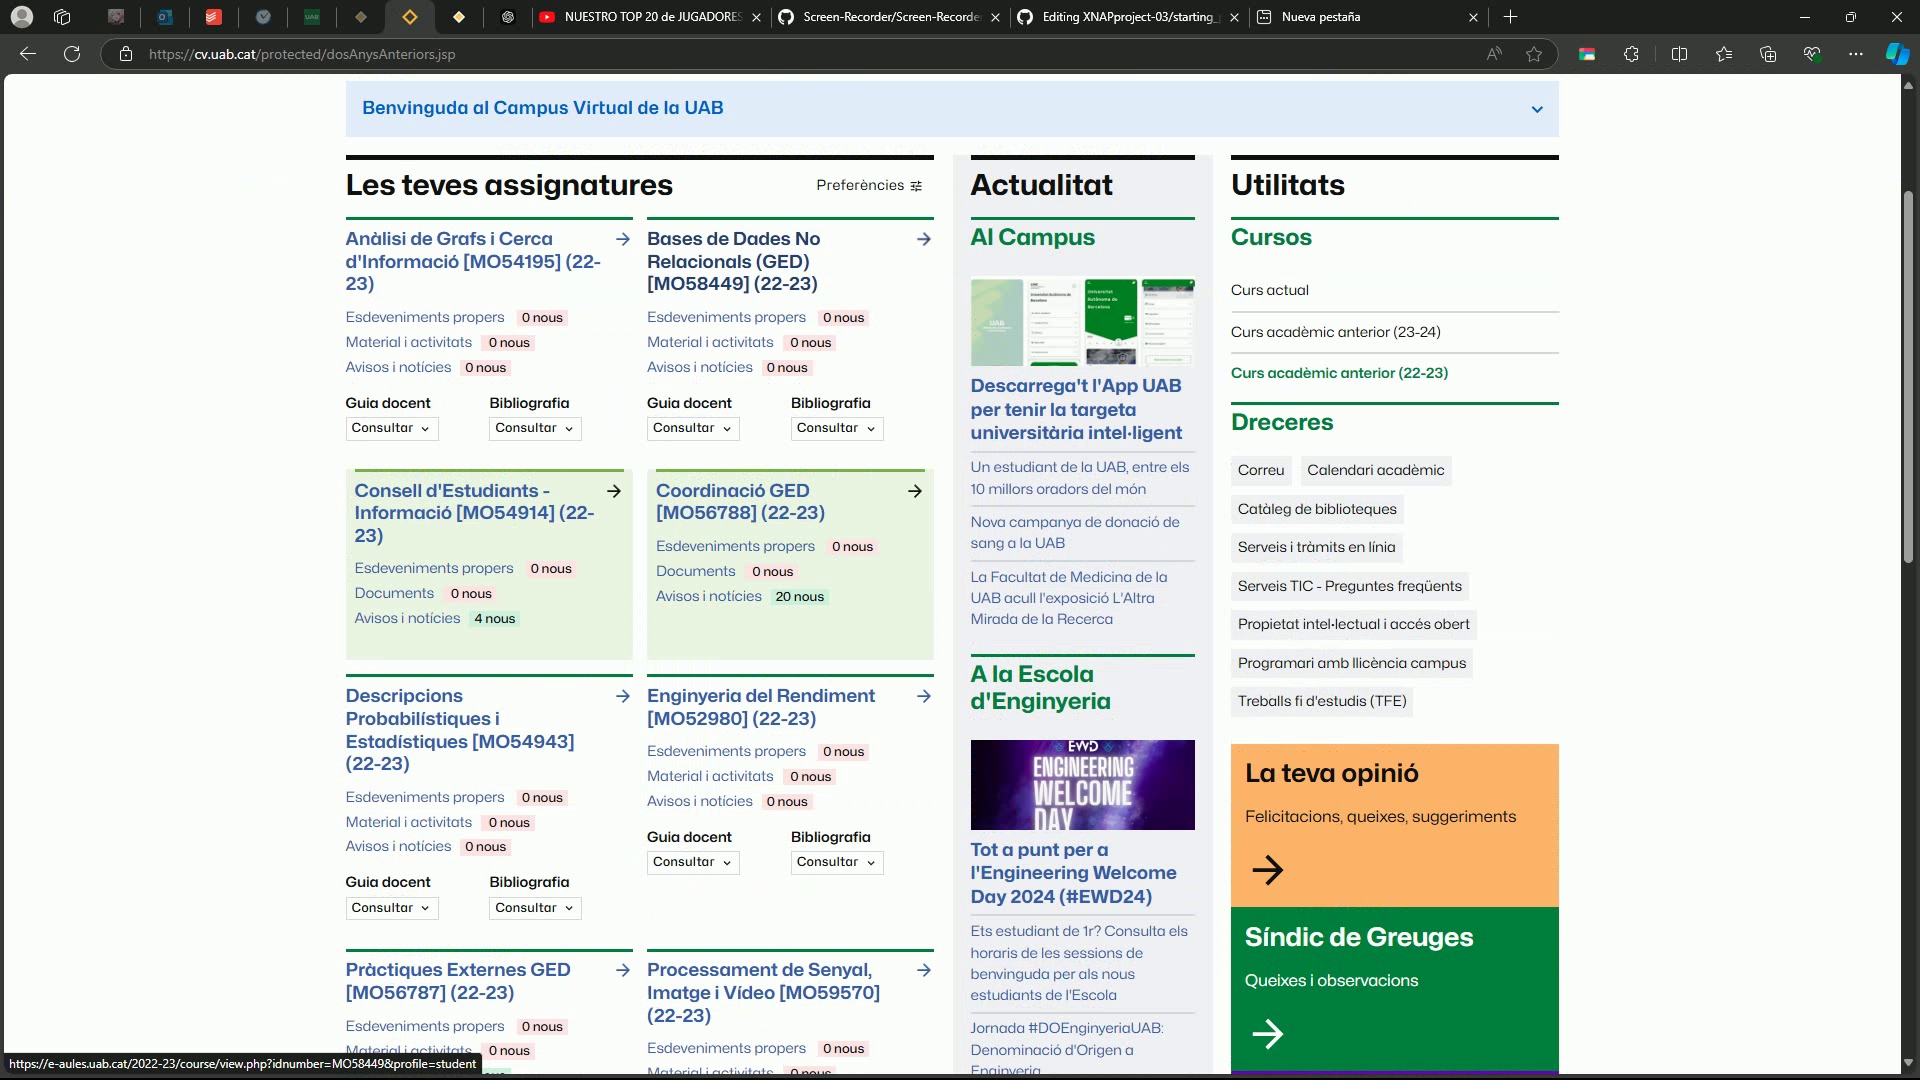 NUESTRO TOP 20 de JUGADORES
Screen-Recorder/Screen-Recorde
Editing XNAPproject-03/starting_
Nueva pestaña
https://cv.uab.cat/protected/dosAnysAnteriors.jsp
Benvinguda al Campus Virtual de la UAB
Les teves assignatures
Preferències
Anàlisi de Grafs i Cerca
d'Informació [MO54195] (22-
23)
Esdeveniments propers 0 nous
Material i activitats 0 nous
Avisos i notícies 0 nous
Guia docent Bibliografia
Consultar Consultar
Bases de Dades No
Relacionals (GED)
[MO58449] (22-23)
Esdeveniments propers 0 nous
Material i activitats 0 nous
Avisos i notícies 0 nous
Guia docent Bibliografia
Consultar Consultar
Consell d'Estudiants -
Informació [MO54914] (22-
23)
Esdeveniments propers 0 nous
Documents 0 nous
Avisos i notícies 4 nous
Coordinació GED
[MO56788] (22-23)
Esdeveniments propers 0 nous
Documents 0 nous
Avisos i notícies 20 nous
Descripcions
Probabilístiques i
Estadístiques [MO54943]
(22-23)
Esdeveniments propers 0 nous
Material i activitats 0 nous
Avisos i notícies 0 nous
Guia docent Bibliografia
Consultar Consultar
Enginyeria del Rendiment
[MO52980] (22-23)
Esdeveniments propers 0 nous
Material i activitats 0 nous
Avisos i notícies 0 nous
Guia docent Bibliografia
Consultar Consultar
Pràctiques Externes GED
[MO56787] (22-23)
Esdeveniments propers 0 nous
Material i activitats 0 nous
Processament de Senyal,
Imatge i Vídeo [MO59570]
(22-23)
Esdeveniments propers 0 nous
Material i activitats 0 nous
Actualitat
Al Campus
Descarrega't l'App UAB
per tenir la targeta
universitària intel·ligent
Un estudiant de la UAB, entre els
10 millors oradors del món
Nova campanya de donació de
sang a la UAB
La Facultat de Medicina de la
UAB acull l'exposició L'Altra
Mirada de la Recerca
A la Escola
d'Enginyeria
EWD
ENGINEERING
WELCOME
DAY
Tot a punt per a
l'Engineering Welcome
Day 2024 (#EWD24)
Ets estudiant de 1r? Consulta els
horaris de les sessions de
benvinguda per als nous
estudiants de l'Escola
Jornada #DOEnginyeriaUAB:
Denominació d'Origen a
Enginyeria
Utilitats
Cursos
Curs actual
Curs acadèmic anterior (23-24)
Curs acadèmic anterior (22-23)
Dreceres
Correu Calendari acadèmic
Catàleg de biblioteques
Serveis i tràmits en línia
Serveis TIC - Preguntes freqüents
Propietat intel·lectual i accés obert
Programari amb llicència campus
Treballs fi d'estudis (TFE)
La teva opinió
Felicitacions, queixes, suggeriments
Síndic de Greuges
Queixes i observacions
https://e-aules.uab.cat/2022-23/course/view.php?idnumber=MO58449&profile=student